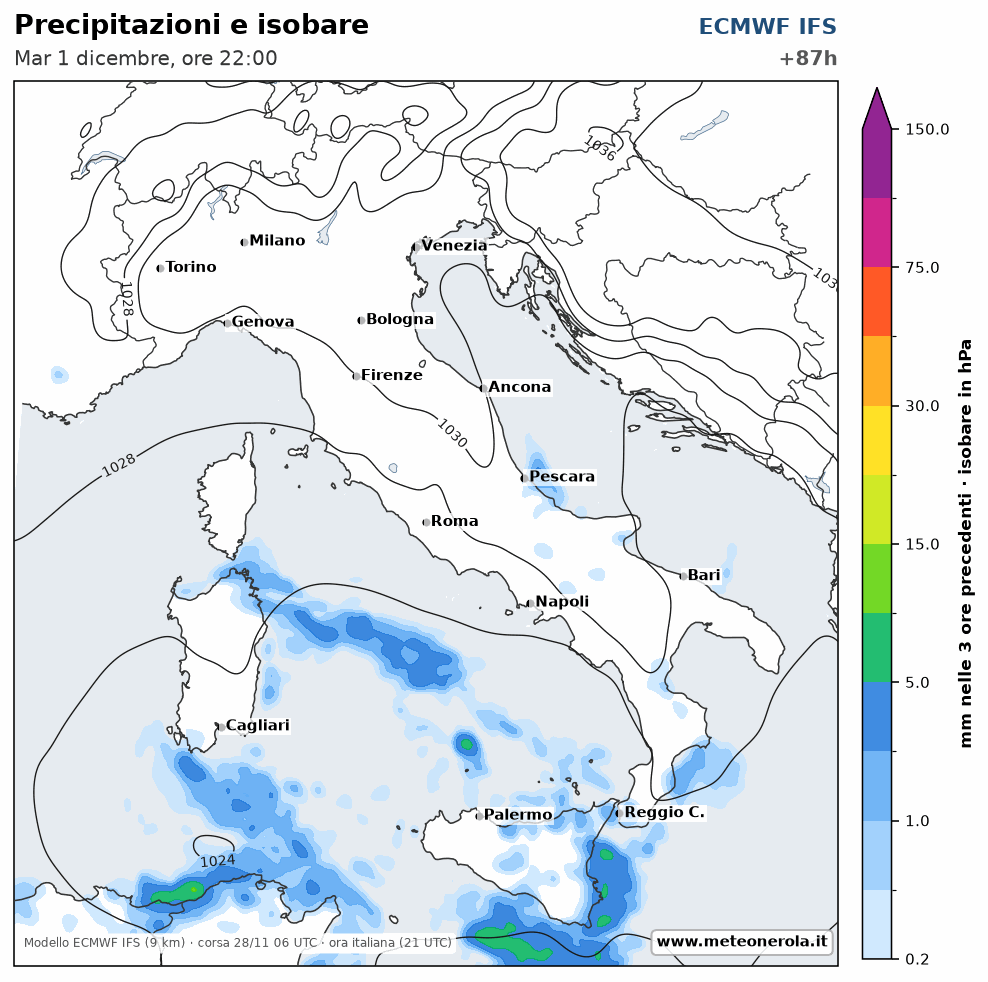 Precipitazioni e isobare
ECMWF IFS
Mar 1 dicembre, ore 22:00
+87h
1036
1036
Milano
Venezia
Torino
1028
Genova
Bologna
Firenze
Ancona
1030
1028
Pescara
Roma
Bari
Napoli
Cagliari
Palermo
Reggio C.
1024
Modello ECMWF IFS (9 km) · corsa 28/11 06 UTC · ora italiana (21 UTC)
www.meteonerola.it
150.0
75.0
30.0
15.0
5.0
1.0
0.2
mm nelle 3 ore precedenti · isobare in hPa